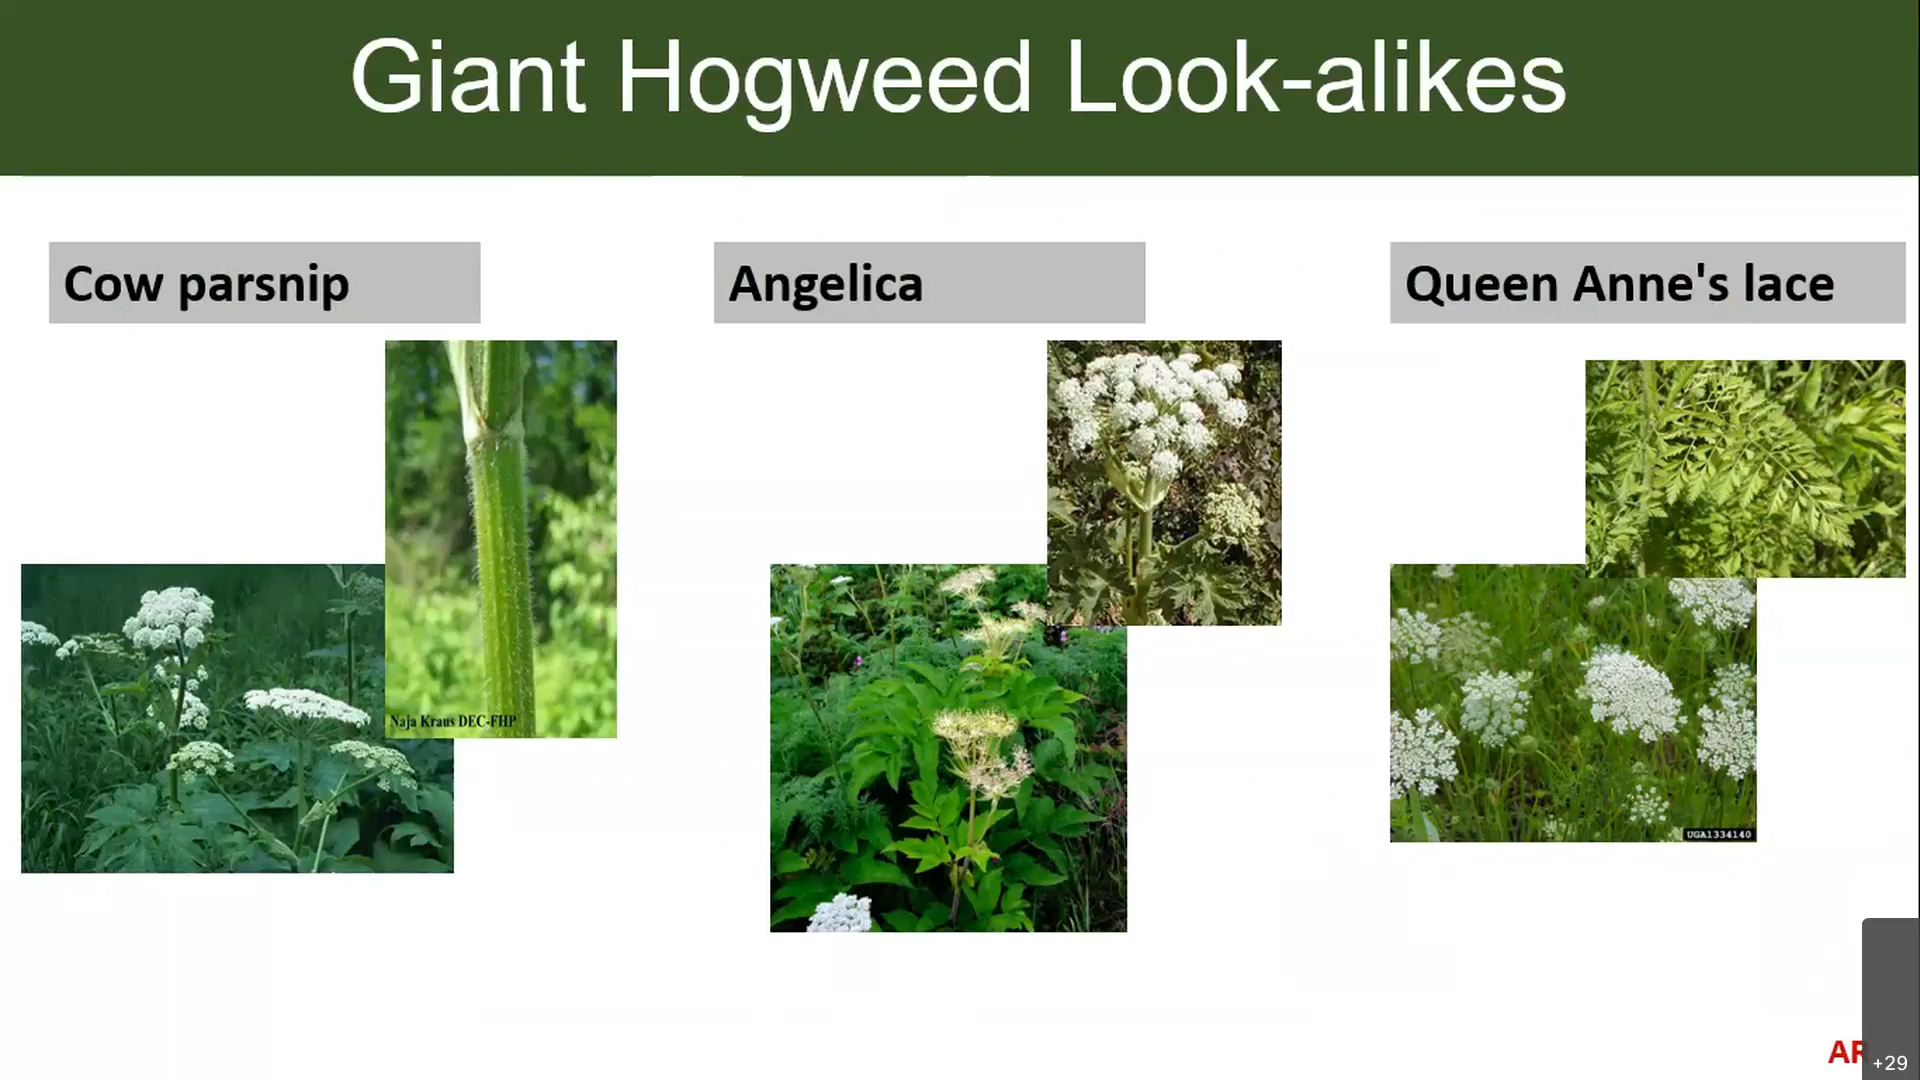 Giant Hogweed Look-alikes
Cow parsnip
Angelica
Queen Anne's lace
Naja Kraus DEC-FHP
UGA1334140
+29